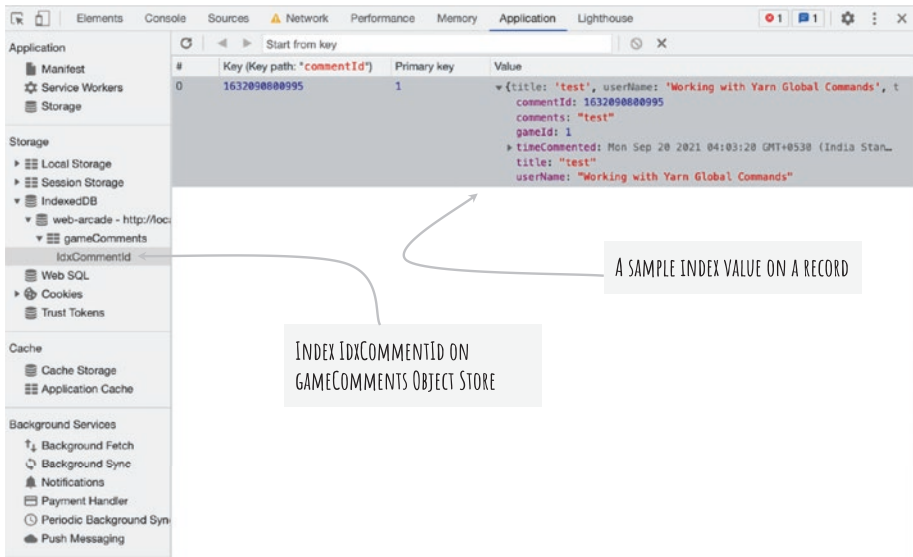 Elements Console Sources Network Performance Memory Application Lighthouse 1 1
Application
Manifest
Service Workers
Storage
Storage
Local Storage
Session Storage
IndexedDB
web-arcade - http://loca
gameComments
IdxCommentId
Web SQL
Cookies
Trust Tokens
Cache
Cache Storage
Application Cache
Background Services
Background Fetch
Background Sync
Notifications
Payment Handler
Periodic Background Syn
Push Messaging
Start from key
# Key (Key path: "commentId") Primary key Value
0 1632090800995 1 {title: 'test', userName: 'Working with Yarn Global Commands', t
commentId: 1632090800995
comments: "test"
gameId: 1
timeCommented: Mon Sep 20 2021 04:03:20 GMT+0530 (India Stan…
title: "test"
userName: "Working with Yarn Global Commands"
A SAMPLE INDEX VALUE ON A RECORD
INDEX IDXCOMMENTID ON
GAMECOMMENTS OBJECT STORE